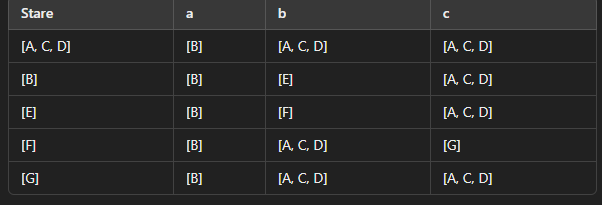 Stare a b c
[A, C, D] [B] [A, C, D] [A, C, D]
[B] [B] [E] [A, C, D]
[E] [B] [F] [A, C, D]
[F] [B] [A, C, D] [G]
[G] [B] [A, C, D] [A, C, D]